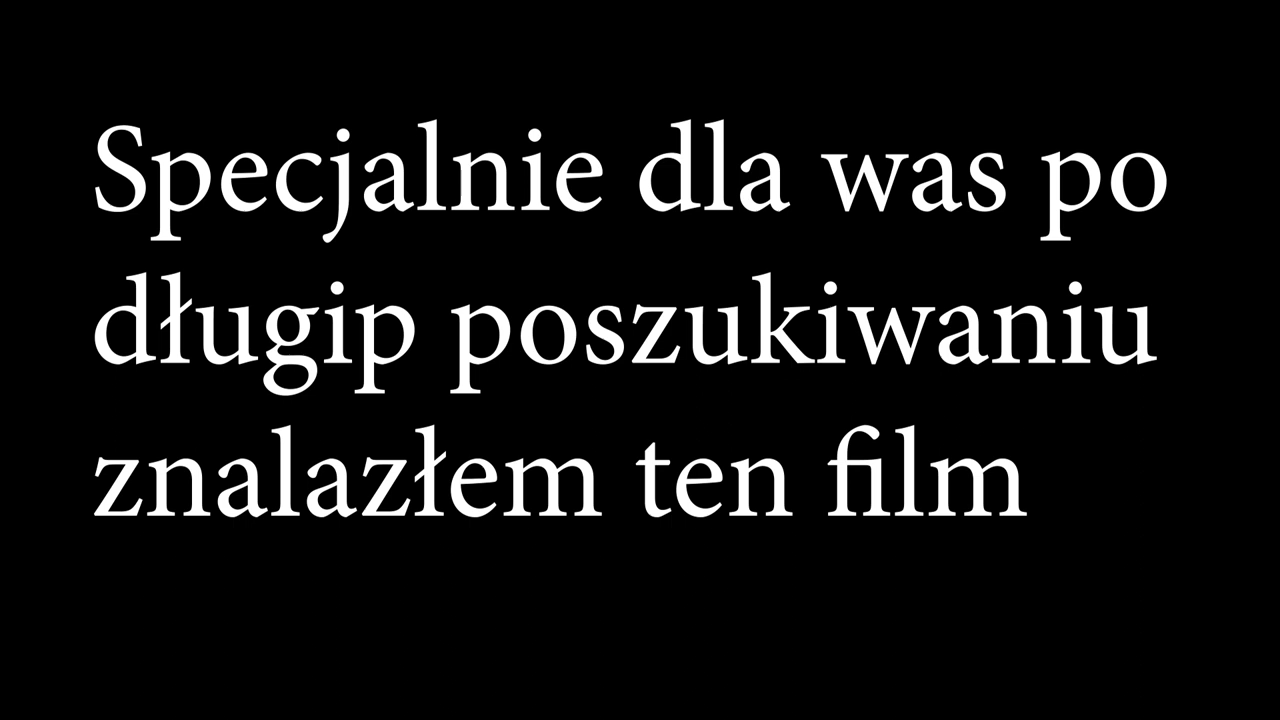 Specjalnie dla was po
długip poszukiwaniu
znalazłem ten film